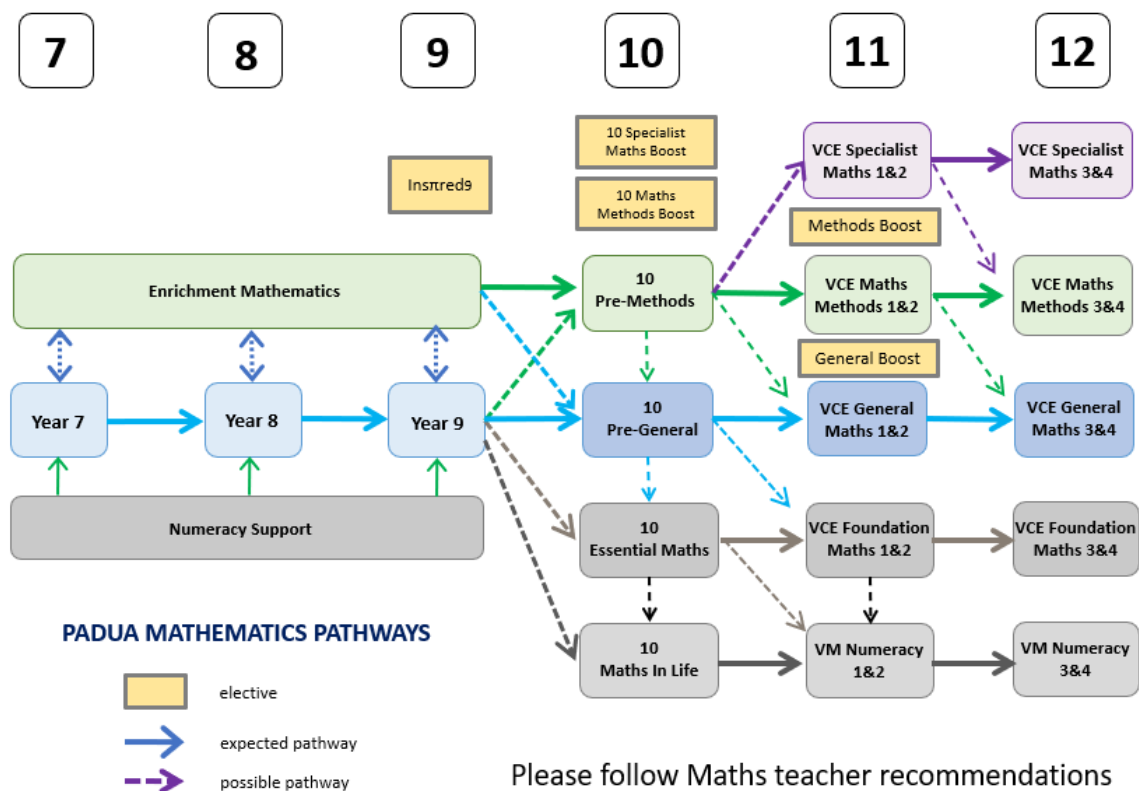 7
8
9
10
11
12
10 Specialist
Maths Boost
VCE Specialist
Maths 1&2
VCE Specialist
Maths 3&4
Insπred9
10 Maths
Methods Boost
Methods Boost
Enrichment Mathematics
10
Pre-Methods
VCE Maths
Methods 1&2
VCE Maths
Methods 3&4
General Boost
Year 7
Year 8
Year 9
10
Pre-General
VCE General
Maths 1&2
VCE General
Maths 3&4
Numeracy Support
10
Essential Maths
VCE Foundation
Maths 1&2
VCE Foundation
Maths 3&4
10
Maths In Life
VM Numeracy
1&2
VM Numeracy
3&4
PADUA MATHEMATICS PATHWAYS
elective
expected pathway
possible pathway
Please follow Maths teacher recommendations